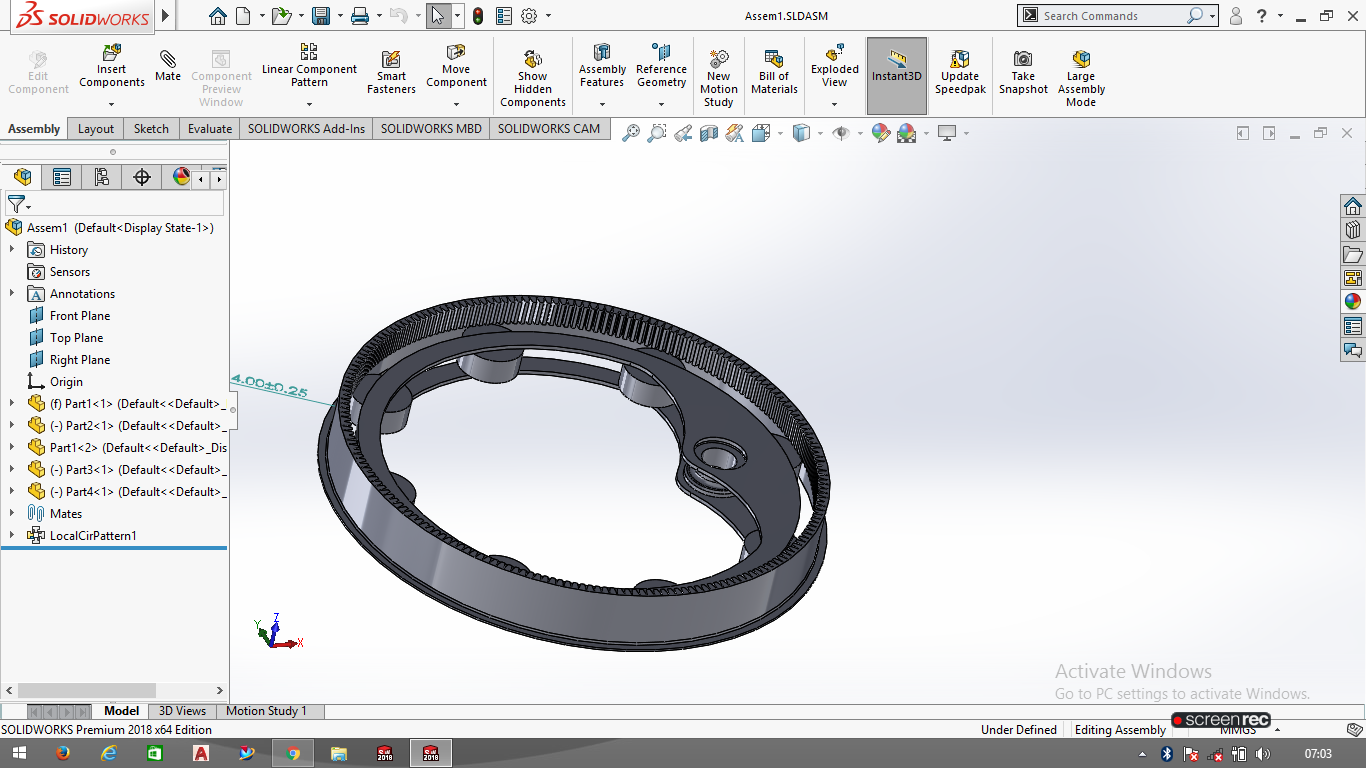 SOLIDWORKS
Assem1.SLDASM
Search Commands
Edit Component
Insert Components
Mate
Component Preview Window
Linear Component Pattern
Smart Fasteners
Move Component
Show Hidden Components
Assembly Features
Reference Geometry
New Motion Study
Bill of Materials
Exploded View
Instant3D
Update Speedpak
Take Snapshot
Large Assembly Mode
Assembly
Layout
Sketch
Evaluate
SOLIDWORKS Add-Ins
SOLIDWORKS MBD
SOLIDWORKS CAM
Assem1 (Default<Display State-1>)
History
Sensors
Annotations
Front Plane
Top Plane
Right Plane
Origin
(f) Part1<1> (Default<<Default>_
(-) Part2<1> (Default<<Default>_
Part1<2> (Default<<Default>_Dis
(-) Part3<1> (Default<<Default>_
(-) Part4<1> (Default<<Default>_
Mates
LocalCirPattern1
4.00±0.25
Z
Y
X
Activate Windows
Go to PC settings to activate Windows.
Model
3D Views
Motion Study 1
SOLIDWORKS Premium 2018 x64 Edition
Under Defined
Editing Assembly
screenrec
MMGS
SW 2018
SW 2018
07:03